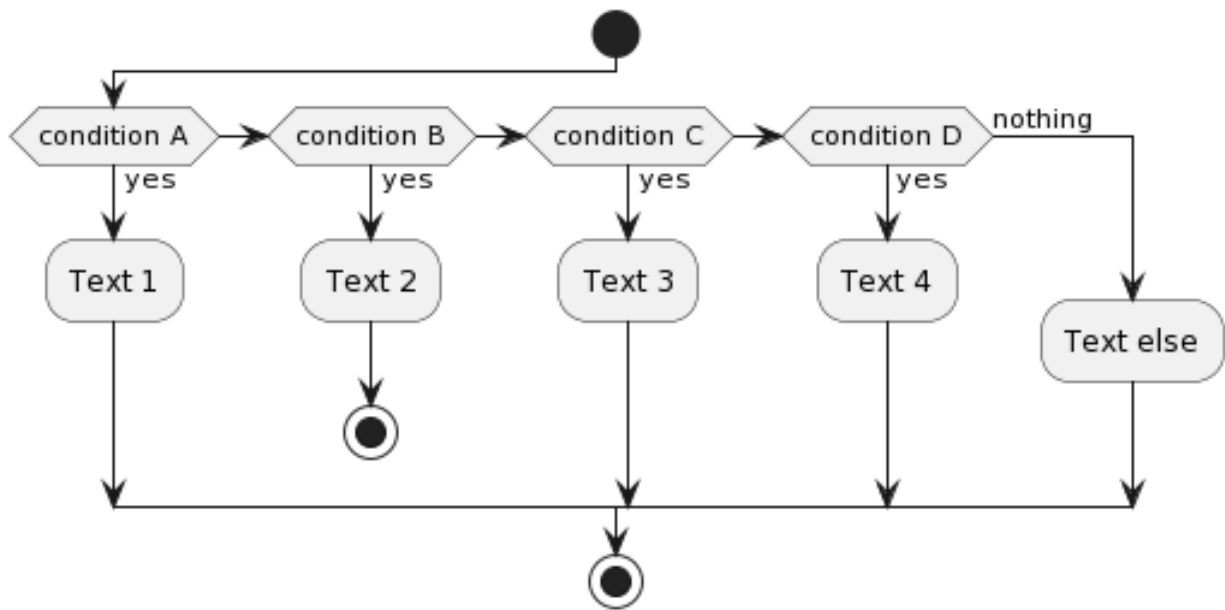 nothing
condition A
condition B
condition C
condition D
yes
yes
yes
yes
Text 1
Text 2
Text 3
Text 4
Text else